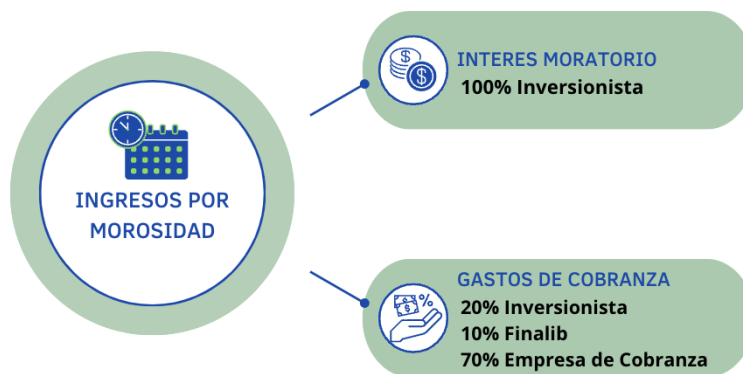 INGRESOS POR
MOROSIDAD
INTERES MORATORIO
100% Inversionista
GASTOS DE COBRANZA
20% Inversionista
10% Finalib
70% Empresa de Cobranza